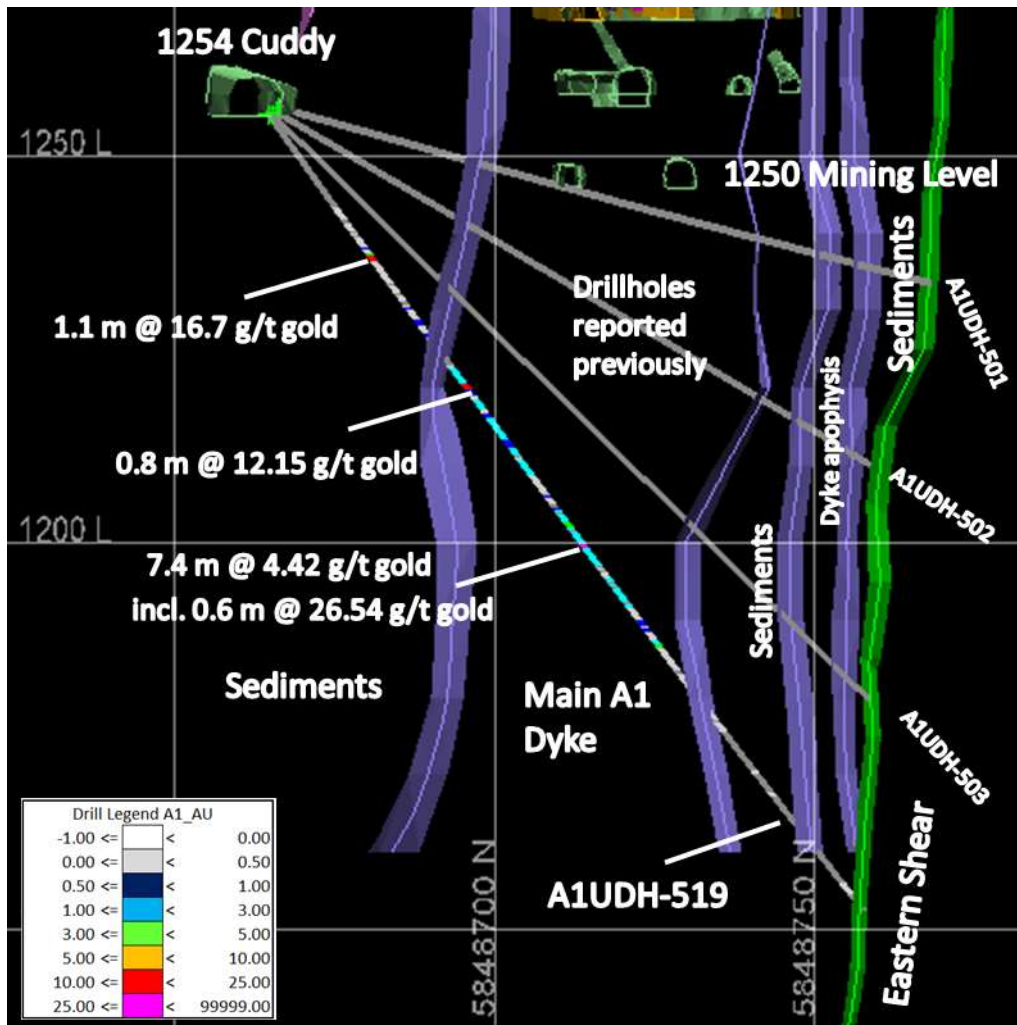 1254 Cuddy
1250 L
1250 Mining Level
Sediments
Drillholes
reported
previously
A1UDH-501
1.1 m @ 16.7 g/t gold
Dyke apophysis
0.8 m @ 12.15 g/t gold
A1UDH-502
1200 L
7.4 m @ 4.42 g/t gold
incl. 0.6 m @ 26.54 g/t gold
Sediments
Sediments
Main A1
Dyke
A1UDH-503
A1UDH-519
Eastern Shear
5848700 N
5848750 N
Drill Legend A1_AU
-1.00 <= < 0.00
0.00 <= < 0.50
0.50 <= < 1.00
1.00 <= < 3.00
3.00 <= < 5.00
5.00 <= < 10.00
10.00 <= < 25.00
25.00 <= < 99999.00